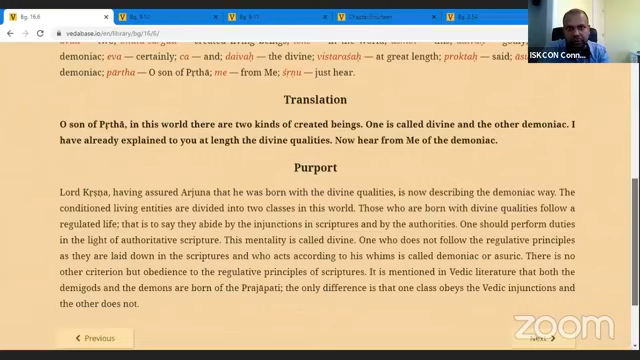 Bg. 16.6
Bg. 9.10
Bg. 9.11
Chapter Fourteen
Bg. 3.54
vedabase.io/en/library/bg/16/6/
ISKCON Conn...
demoniac; eva — certainly; ca — and; daivaḥ — the divine; vistaraśaḥ — at great length; proktaḥ — said;
demoniac; pārtha — O son of Pṛthā; me — from Me; śṛṇu — just hear.
Translation
O son of Pṛthā, in this world there are two kinds of created beings. One is called divine and the other demoniac. I
have already explained to you at length the divine qualities. Now hear from Me of the demoniac.
Purport
Lord Kṛṣṇa, having assured Arjuna that he was born with the divine qualities, is now describing the demoniac way. The
conditioned living entities are divided into two classes in this world. Those who are born with divine qualities follow a
regulated life; that is to say they abide by the injunctions in scriptures and by the authorities. One should perform duties
in the light of authoritative scripture. This mentality is called divine. One who does not follow the regulative principles
as they are laid down in the scriptures and who acts according to his whims is called demoniac or asuric. There is
no other criterion but obedience to the regulative principles of scriptures. It is mentioned in Vedic literature that both the
demigods and the demons are born of the Prajāpati; the only difference is that one class obeys the Vedic injunctions and
the other does not.
Previous
Next
zoom